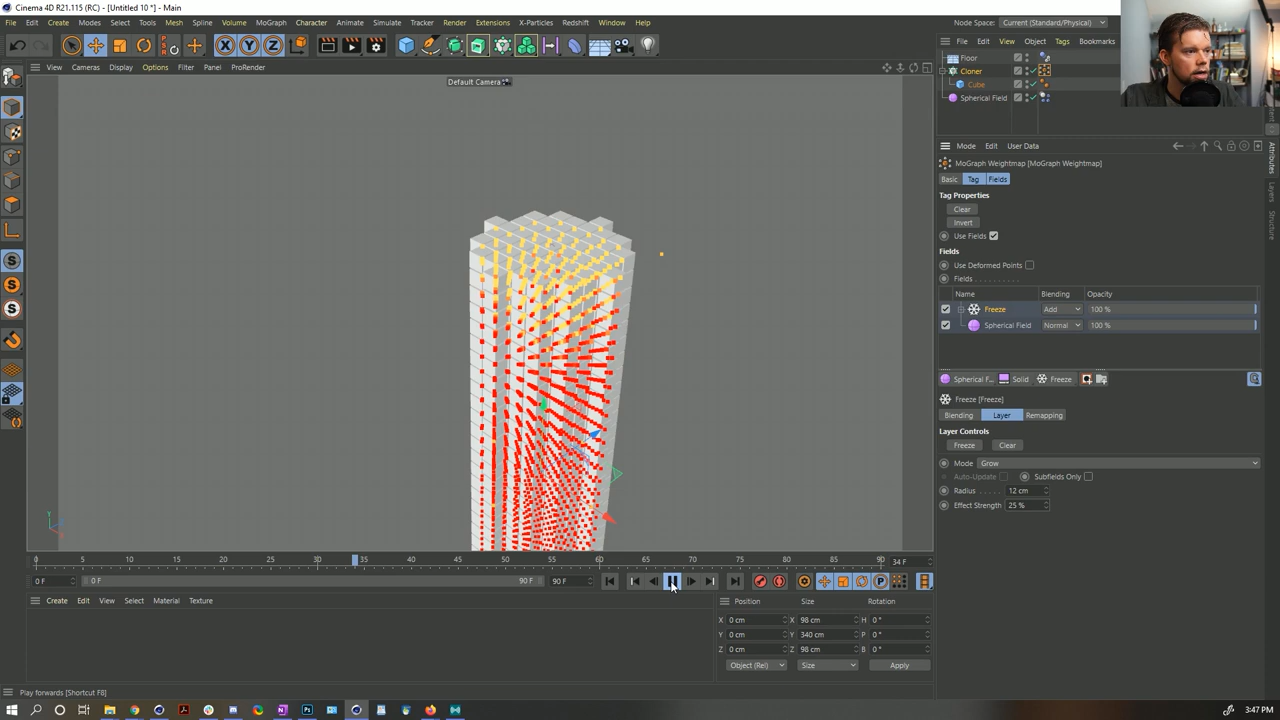 Cinema 4D R21.115 (RC) - [Untitled 10 *] - Main
File Edit Create Modes Select Tools Mesh Spline Volume MoGraph Character Animate Simulate Tracker Render Extensions X-Particles Redshift Window Help
Node Space: Current (Standard/Physical)
View Cameras Display Options Filter Panel ProRender
Default Camera
File Edit View Object Tags Bookmarks
Floor
Cloner
Cube
Spherical Field
Mode Edit User Data
MoGraph Weightmap [MoGraph Weightmap]
Basic Tag Fields
Tag Properties
Clear
Invert
Use Fields
Fields
Use Deformed Points
Fields
Name Blending Opacity
Freeze Add 100 %
Spherical Field Normal 100 %
Spherical F... Solid Freeze
Freeze [Freeze]
Blending Layer Remapping
Layer Controls
Freeze Clear
Mode Grow
Auto-Update Subfields Only
Radius 12 cm
Effect Strength 25 %
Attributes
Layers
Structure
0 5 10 15 20 25 30 35 40 45 50 55 60 65 70 75 80 85 90 34 F
0 F 0 F 90 F 90 F
Create Edit View Select Material Texture
Position Size Rotation
X 0 cm X 98 cm H 0 °
Y 0 cm Y 340 cm P 0 °
Z 0 cm Z 98 cm B 0 °
Object (Rel) Size Apply
Play forwards [Shortcut F8]
3:47 PM